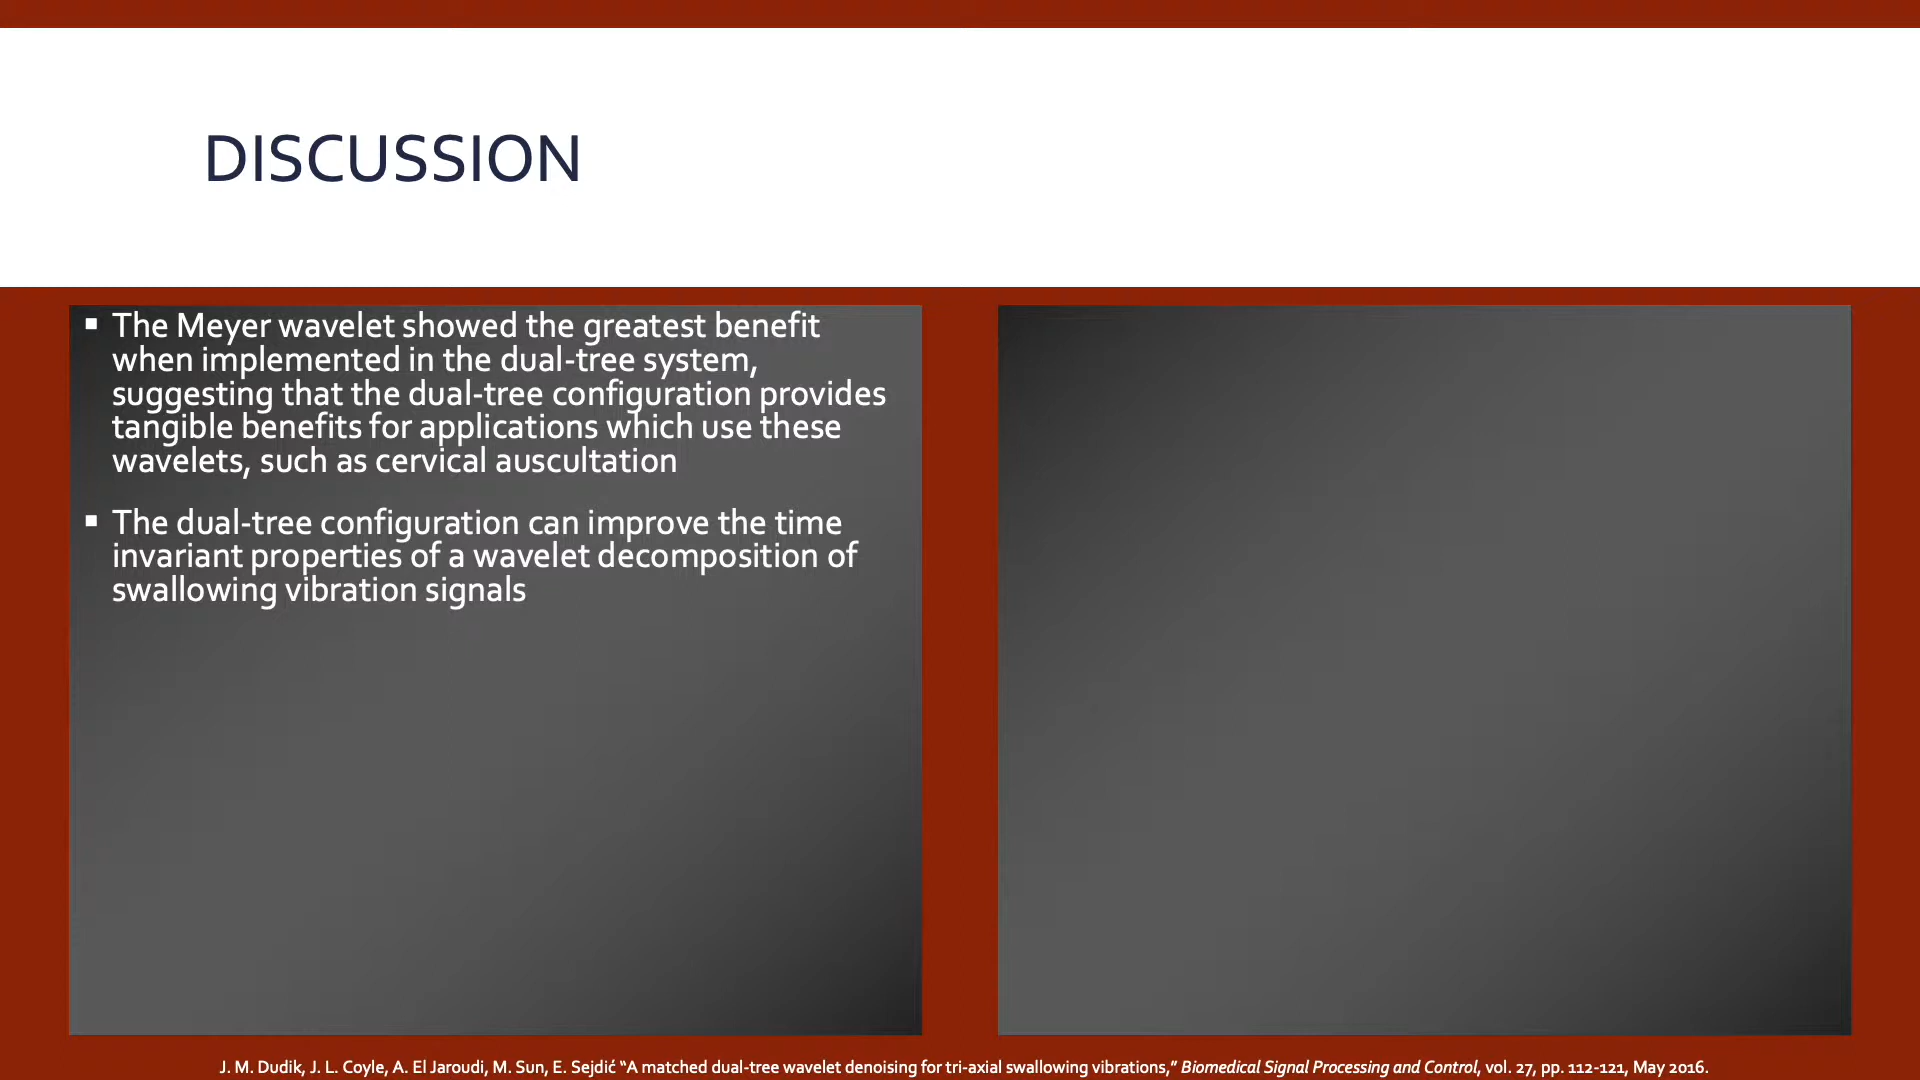 DISCUSSION
▪ The Meyer wavelet showed the greatest benefit
when implemented in the dual-tree system,
suggesting that the dual-tree configuration provides
tangible benefits for applications which use these
wavelets, such as cervical auscultation
▪ The dual-tree configuration can improve the time
invariant properties of a wavelet decomposition of
swallowing vibration signals
J. M. Dudik, J. L. Coyle, A. El Jaroudi, M. Sun, E. Sejdić “A matched dual-tree wavelet denoising for tri-axial swallowing vibrations,” Biomedical Signal Processing and Control, vol. 27, pp. 112-121, May 2016.